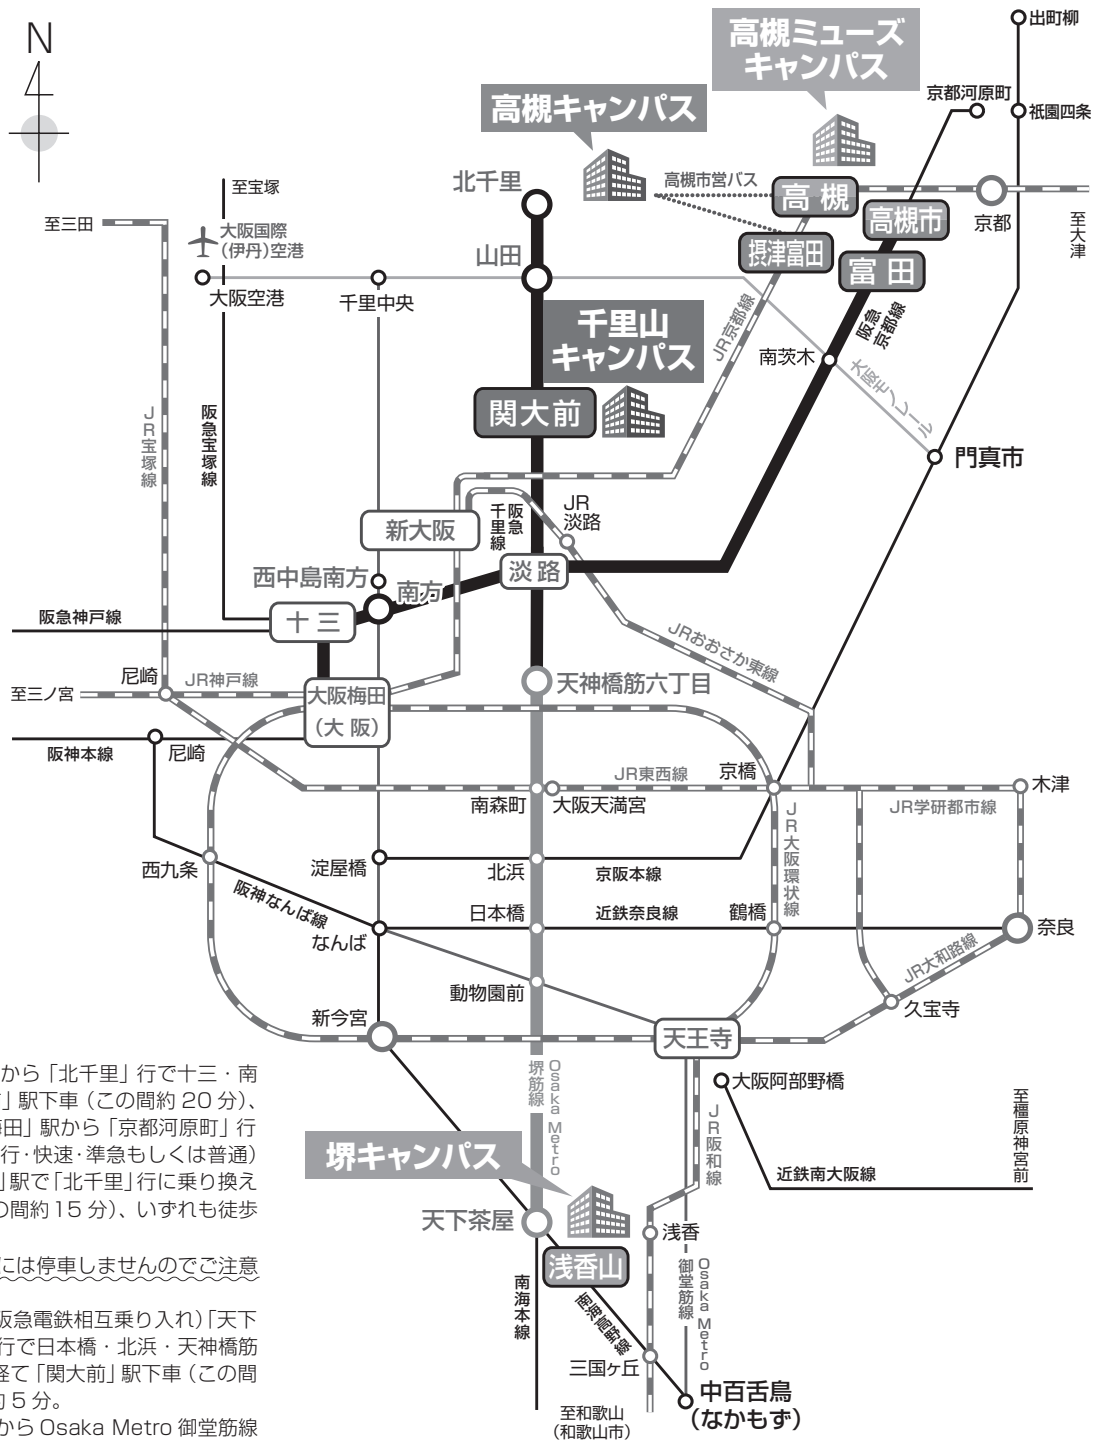 N
高槻ミューズ
キャンパス
出町柳
京都河原町
祇園四条
高槻キャンパス
高槻市営バス
北千里
至宝塚
至三田
大阪国際
(伊丹)空港
高槻
高槻市
京都
至大津
山田
摂津富田
富田
大阪空港
千里中央
千里山
キャンパス
JR京都線
阪急
京都線
南茨木
大阪モノレール
関大前
JR宝塚線
阪急宝塚線
門真市
新大阪
阪急
千里線
JR
淡路
西中島南方
南方
淡路
阪急神戸線
十三
JRおおさか東線
尼崎
JR神戸線
至三ノ宮
大阪梅田
(大阪)
天神橋筋六丁目
阪神本線
尼崎
JR東西線
京橋
木津
南森町
大阪天満宮
JR学研都市線
JR大阪環状線
西九条
淀屋橋
北浜
京阪本線
阪神なんば線
日本橋
近鉄奈良線
鶴橋
なんば
奈良
動物園前
JR大和路線
久宝寺
新今宮
天王寺
堺筋線
Osaka Metro
大阪阿部野橋
至橿原神宮前
JR阪和線
近鉄南大阪線
堺キャンパス
天下茶屋
浅香
浅香山
南海本線
南海高野線
御堂筋線
Osaka Metro
三国ヶ丘
中百舌鳥
(なかもず)
至和歌山
(和歌山市)
から「北千里」行で十三・南
」駅下車(この間約20分)、
梅田」駅から「京都河原町」行
行・快速・準急もしくは普通)
」駅で「北千里」行に乗り換え
の間約15分)、いずれも徒歩
には停車しませんのでご注意
阪急電鉄相互乗り入れ)「天下
行で日本橋・北浜・天神橋筋
経て「関大前」駅下車(この間
約5分。
からOsaka Metro 御堂筋線